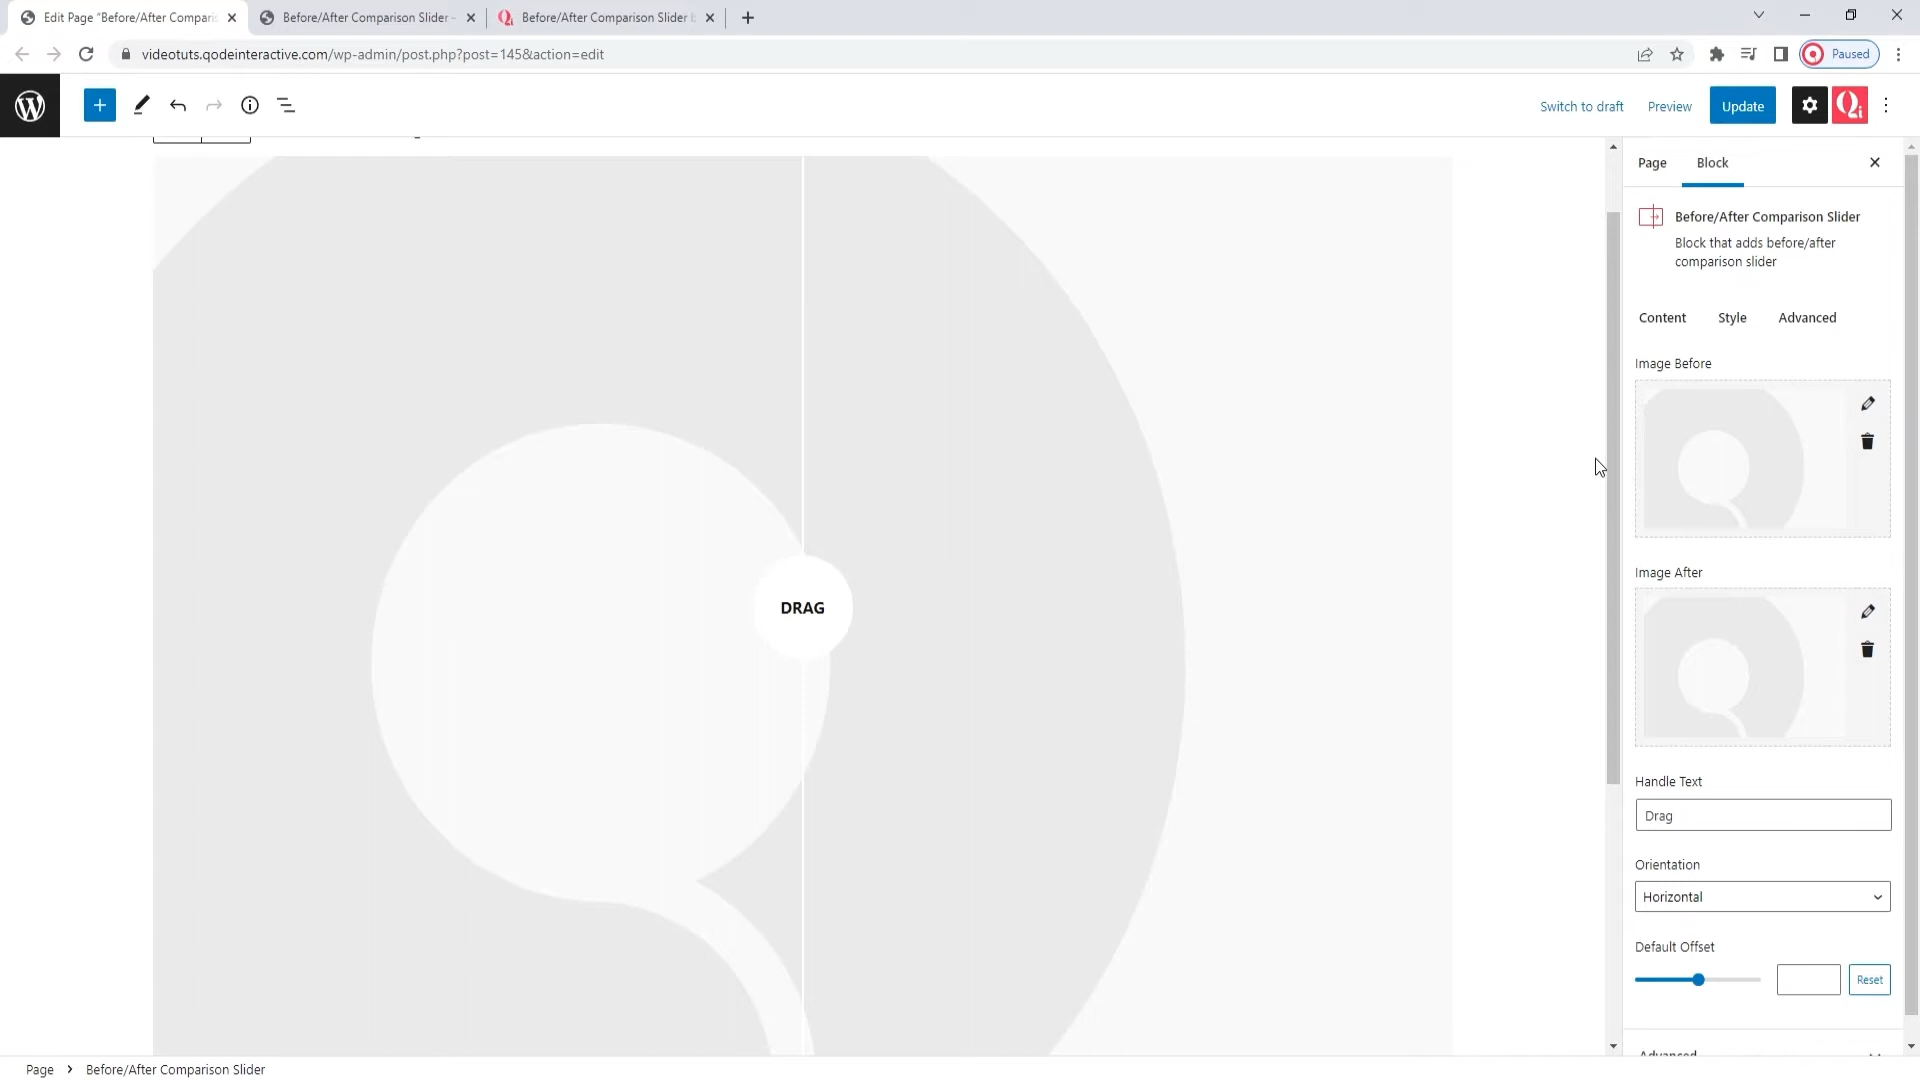 Edit Page "Before/After Compari
Before/After Comparison Slider -
Before/After Comparison Slider
videotuts.qodeinteractive.com/wp-admin/post.php?post=145&action=edit
Paused
Switch to draft
Preview
Update
Page
Block
Before/After Comparison Slider
Block that adds before/after
comparison slider
Content
Style
Advanced
Image Before
Image After
DRAG
Handle Text
Drag
Orientation
Horizontal
Default Offset
Reset
Advanced
Page
Before/After Comparison Slider